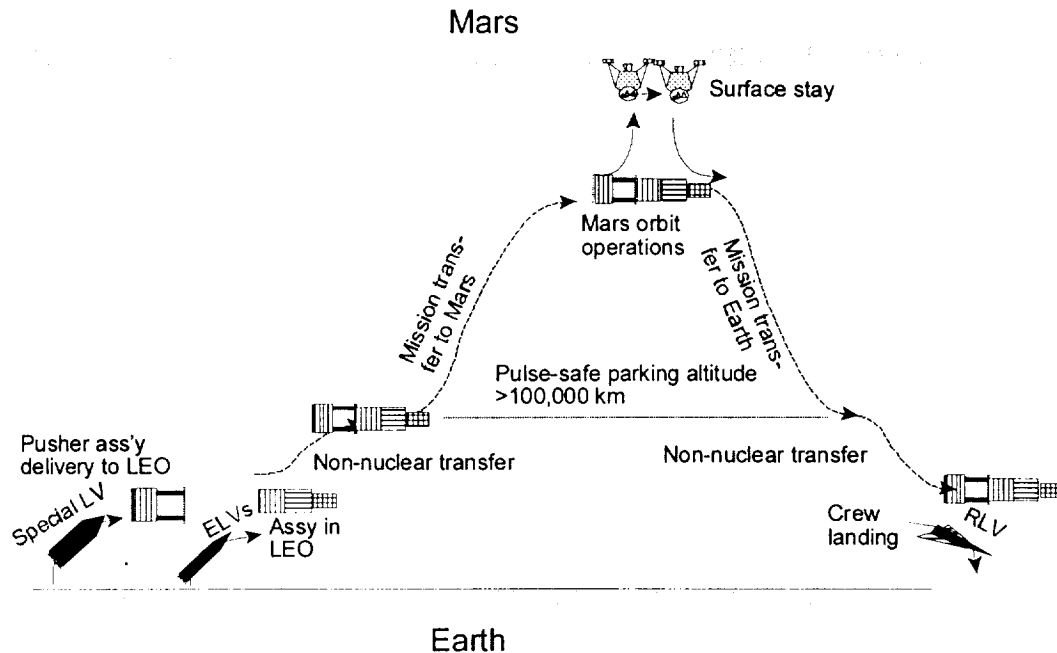 Mars
Surface stay
Mars orbit
operations
Mission trans-
fer to Mars
Mission trans-
fer to Earth
Pulse-safe parking altitude
>100,000 km
Pusher ass'y
delivery to LEO
Non-nuclear transfer
Non-nuclear transfer
Special LV
ELVs
Assy in
LEO
Crew
landing
RLV
Earth